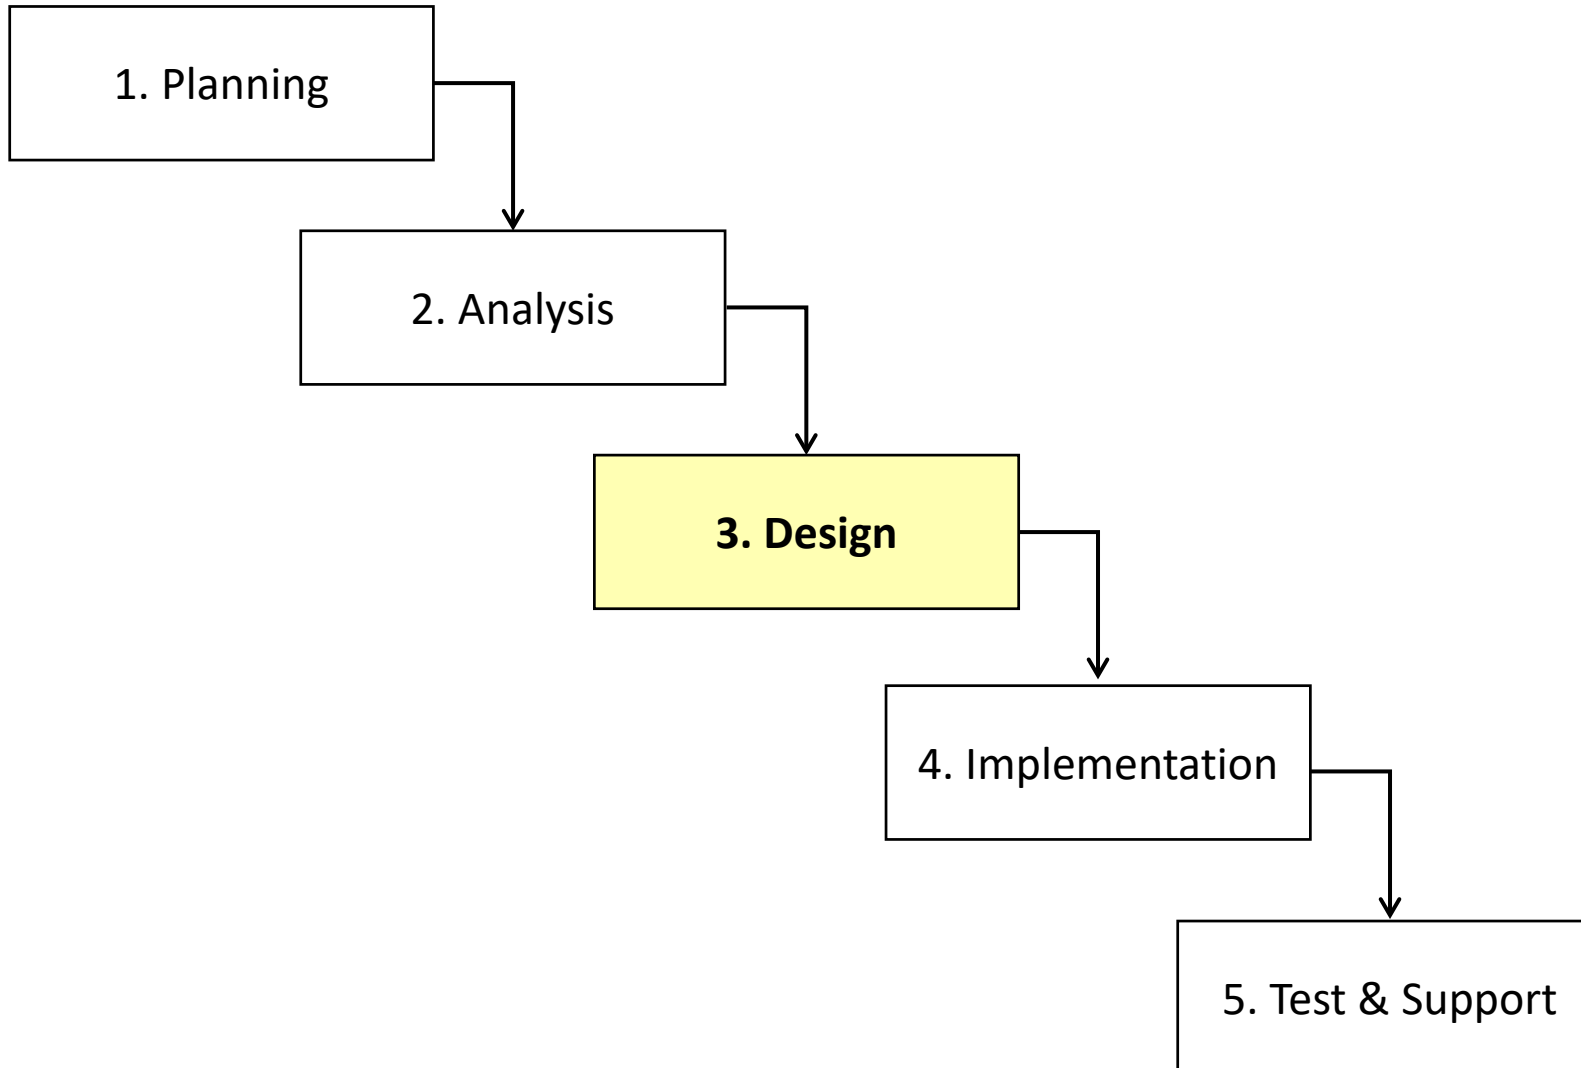 1. Planning
2. Analysis
3. Design
4. Implementation
5. Test & Support